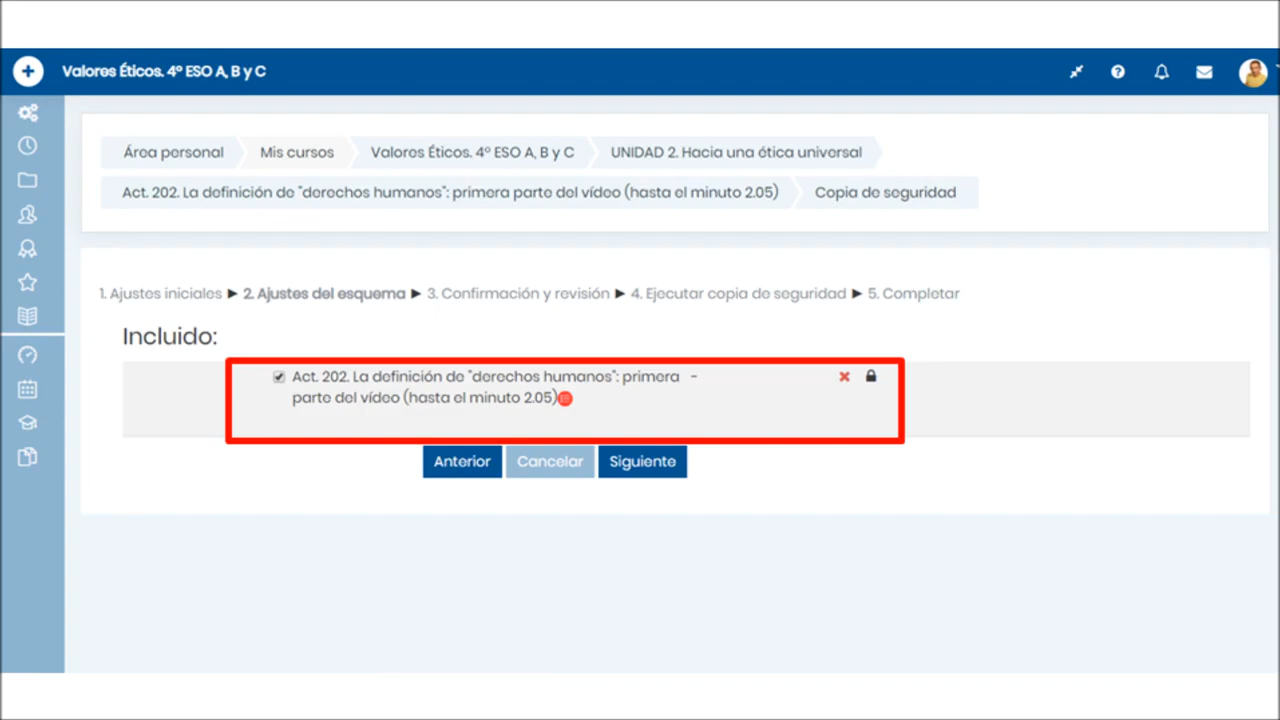 Valores Éticos. 4º ESO A, B y C
Área personal Mis cursos Valores Éticos. 4º ESO A, B y C UNIDAD 2. Hacia una ética universal
Act. 202. La definición de "derechos humanos": primera parte del vídeo (hasta el minuto 2.05) Copia de seguridad
1. Ajustes iniciales ► 2. Ajustes del esquema ► 3. Confirmación y revisión ► 4. Ejecutar copia de seguridad ► 5. Completar
Incluido:
Act. 202. La definición de "derechos humanos": primera -
parte del vídeo (hasta el minuto 2.05)
Anterior Cancelar Siguiente